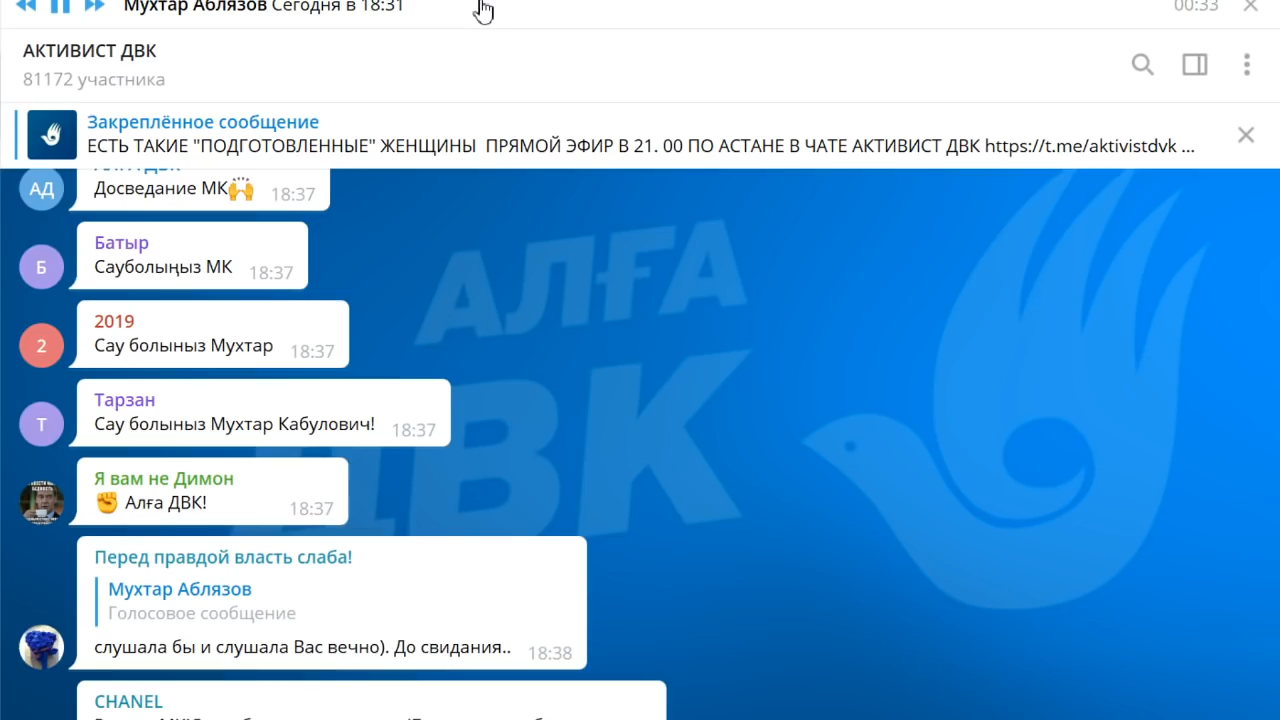 Мухтар Аблязов Сегодня в 18:31
00:33
АКТИВИСТ ДВК
81172 участника
Закреплённое сообщение
ЕСТЬ ТАКИЕ "ПОДГОТОВЛЕННЫЕ" ЖЕНЩИНЫ ПРЯМОЙ ЭФИР В 21. 00 ПО АСТАНЕ В ЧАТЕ АКТИВИСТ ДВК https://t.me/aktivistdvk ...
АД
Досведание МК🙌 18:37
Батыр
Б
Сауболыңыз МК 18:37
2019
2
Сау болыныз Мухтар 18:37
Тарзан
Т
Сау болыныз Мухтар Кабулович! 18:37
Я вам не Димон
✊ Алға ДВК! 18:37
Перед правдой власть слаба!
Мухтар Аблязов
Голосовое сообщение
слушала бы и слушала Вас вечно). До свидания.. 18:38
CHANEL
АЛҒА
ДВК